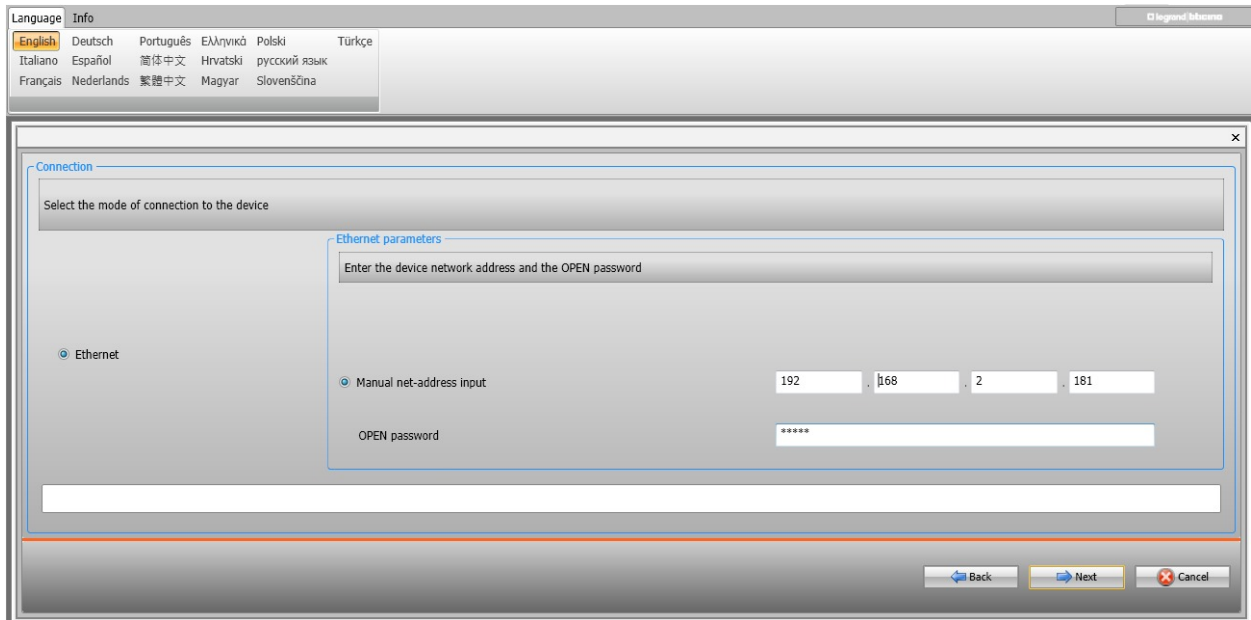 Language Info
legrand bticino
English Deutsch Português Ελληνικά Polski Türkçe
Italiano Español 简体中文 Hrvatski русский язык
Français Nederlands 繁體中文 Magyar Slovenščina
Connection
Select the mode of connection to the device
Ethernet parameters
Enter the device network address and the OPEN password
Ethernet
Manual net-address input 192 . 168 . 2 . 181
OPEN password *****
Back Next Cancel